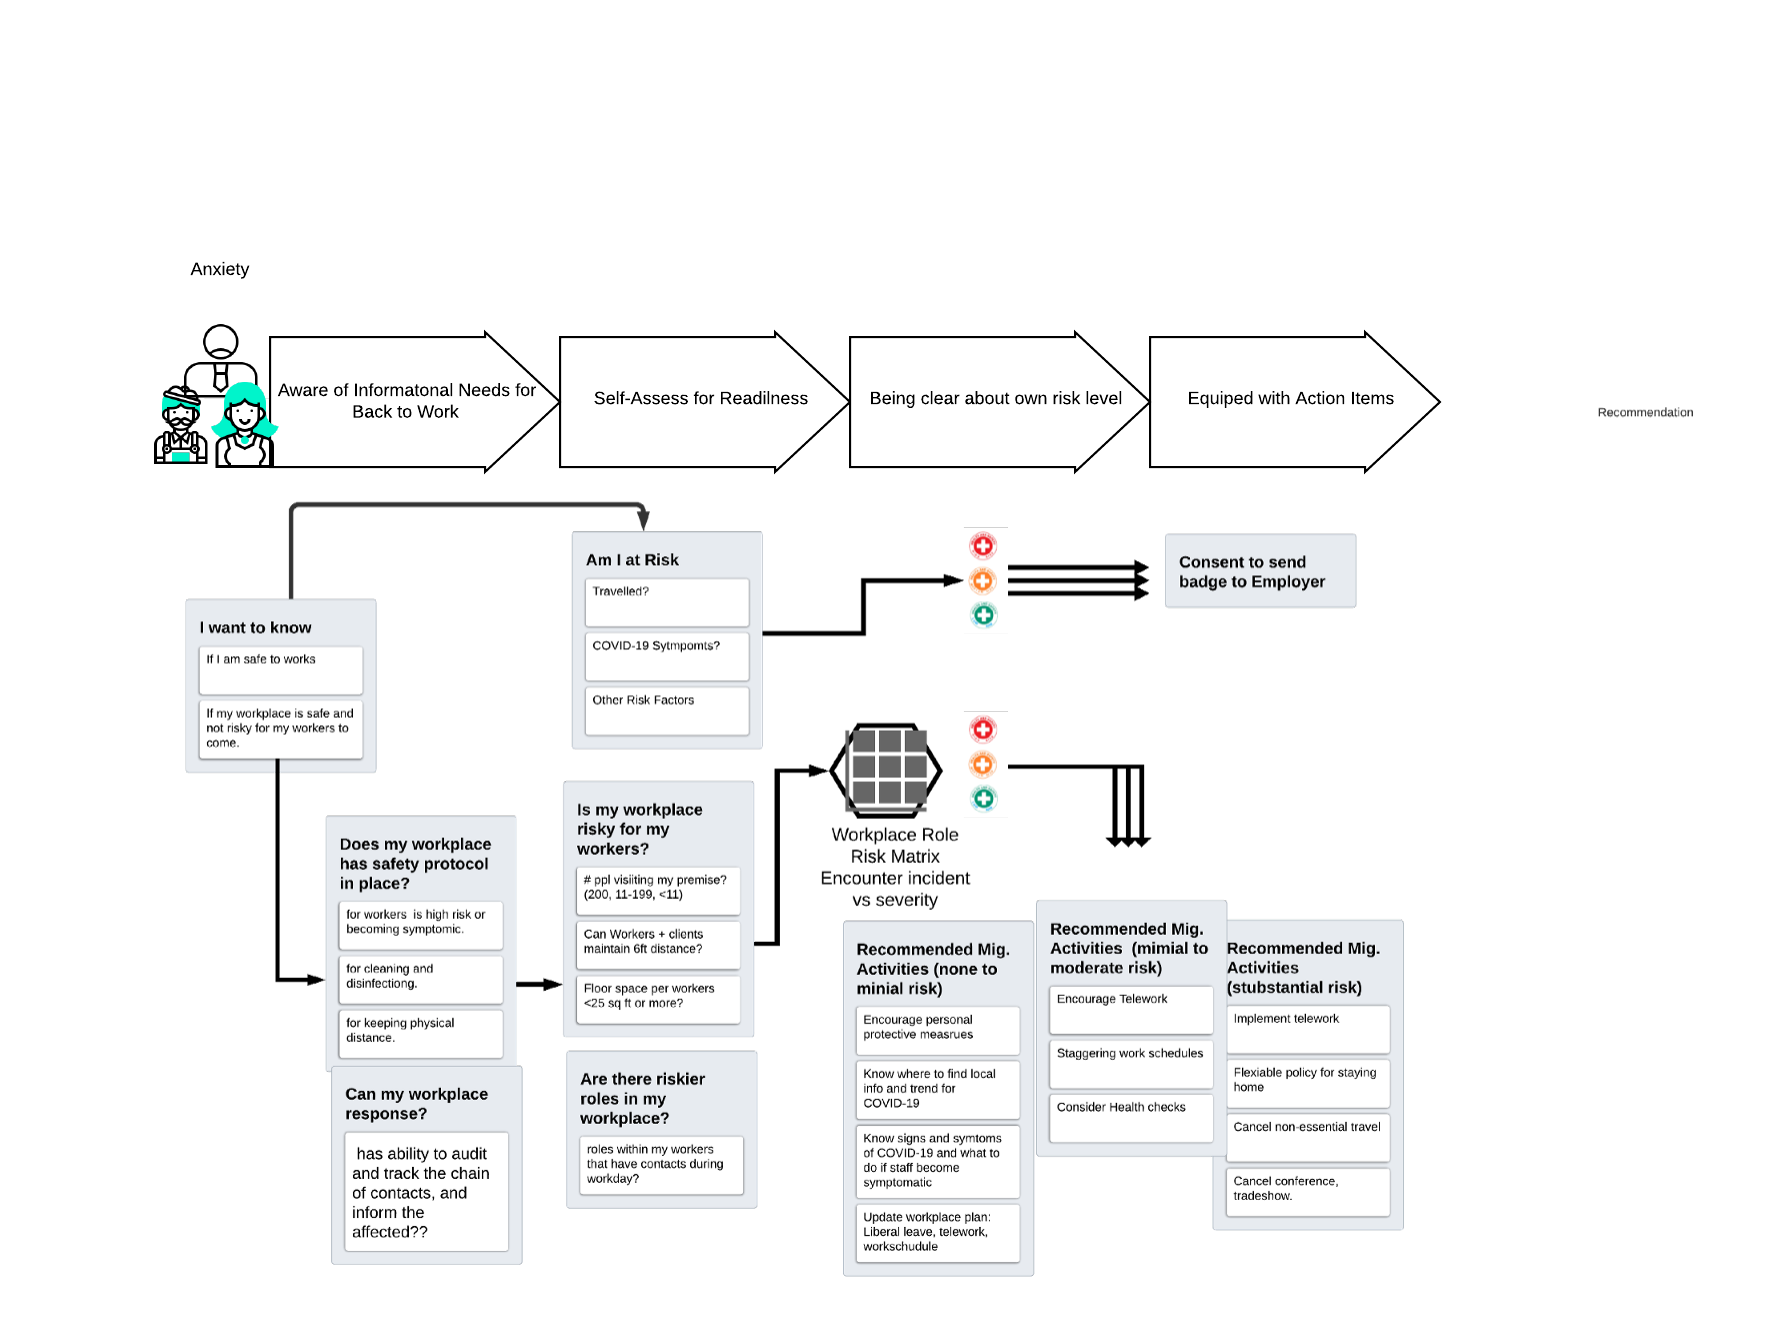 Anxiety
Aware of Informatonal Needs for
Back to Work
Self-Assess for Readilness
Being clear about own risk level
Equiped with Action Items
Recommendation
I want to know
If I am safe to works
If my workplace is safe and
not risky for my workers to
come.
Am I at Risk
Travelled?
COVID-19 Sytmpomts?
Other Risk Factors
Consent to send
badge to Employer
Does my workplace
has safety protocol
in place?
for workers is high risk or
becoming symptomic.
for cleaning and
disinfectiong.
for keeping physical
distance.
Can my workplace
response?
has ability to audit
and track the chain
of contacts, and
inform the
affected??
Is my workplace
risky for my
workers?
# ppl visiiting my premise?
(200, 11-199, <11)
Can Workers + clients
maintain 6ft distance?
Floor space per workers
<25 sq ft or more?
Are there riskier
roles in my
workplace?
roles within my workers
that have contacts during
workday?
Workplace Role
Risk Matrix
Encounter incident
vs severity
Recommended Mig.
Activities (none to
minial risk)
Encourage personal
protective measrues
Know where to find local
info and trend for
COVID-19
Know signs and symtoms
of COVID-19 and what to
do if staff become
symptomatic
Update workplace plan:
Liberal leave, telework,
workschudule
Recommended Mig.
Activities (mimial to
moderate risk)
Encourage Telework
Staggering work schedules
Consider Health checks
Recommended Mig.
Activities
(stubstantial risk)
Implement telework
Flexiable policy for staying
home
Cancel non-essential travel
Cancel conference,
tradeshow.